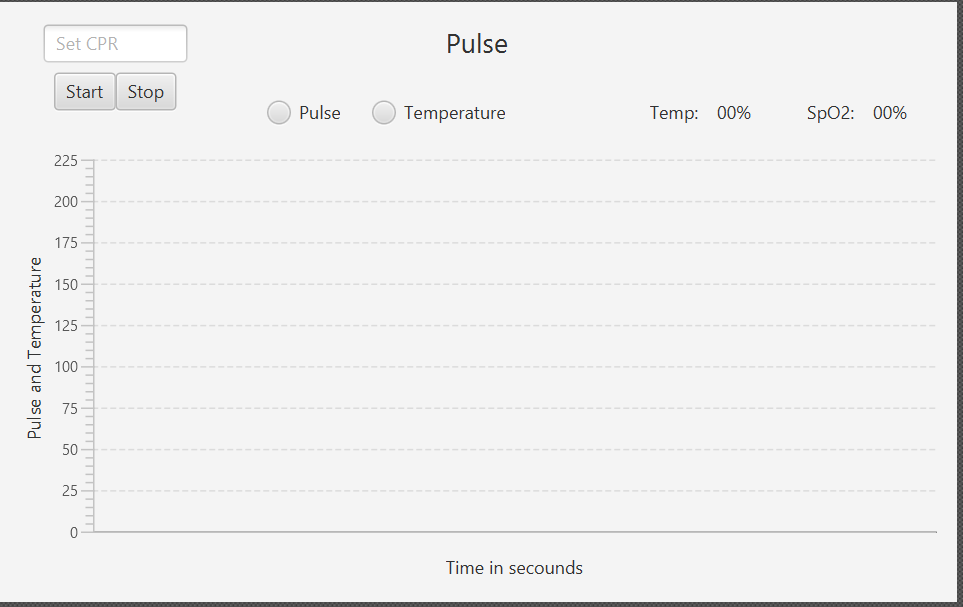 Set CPR
Pulse
Start Stop
Pulse Temperature Temp: 00% SpO2: 00%
225
200
175
150
125
100
75
50
25
0
Pulse and Temperature
Time in secounds